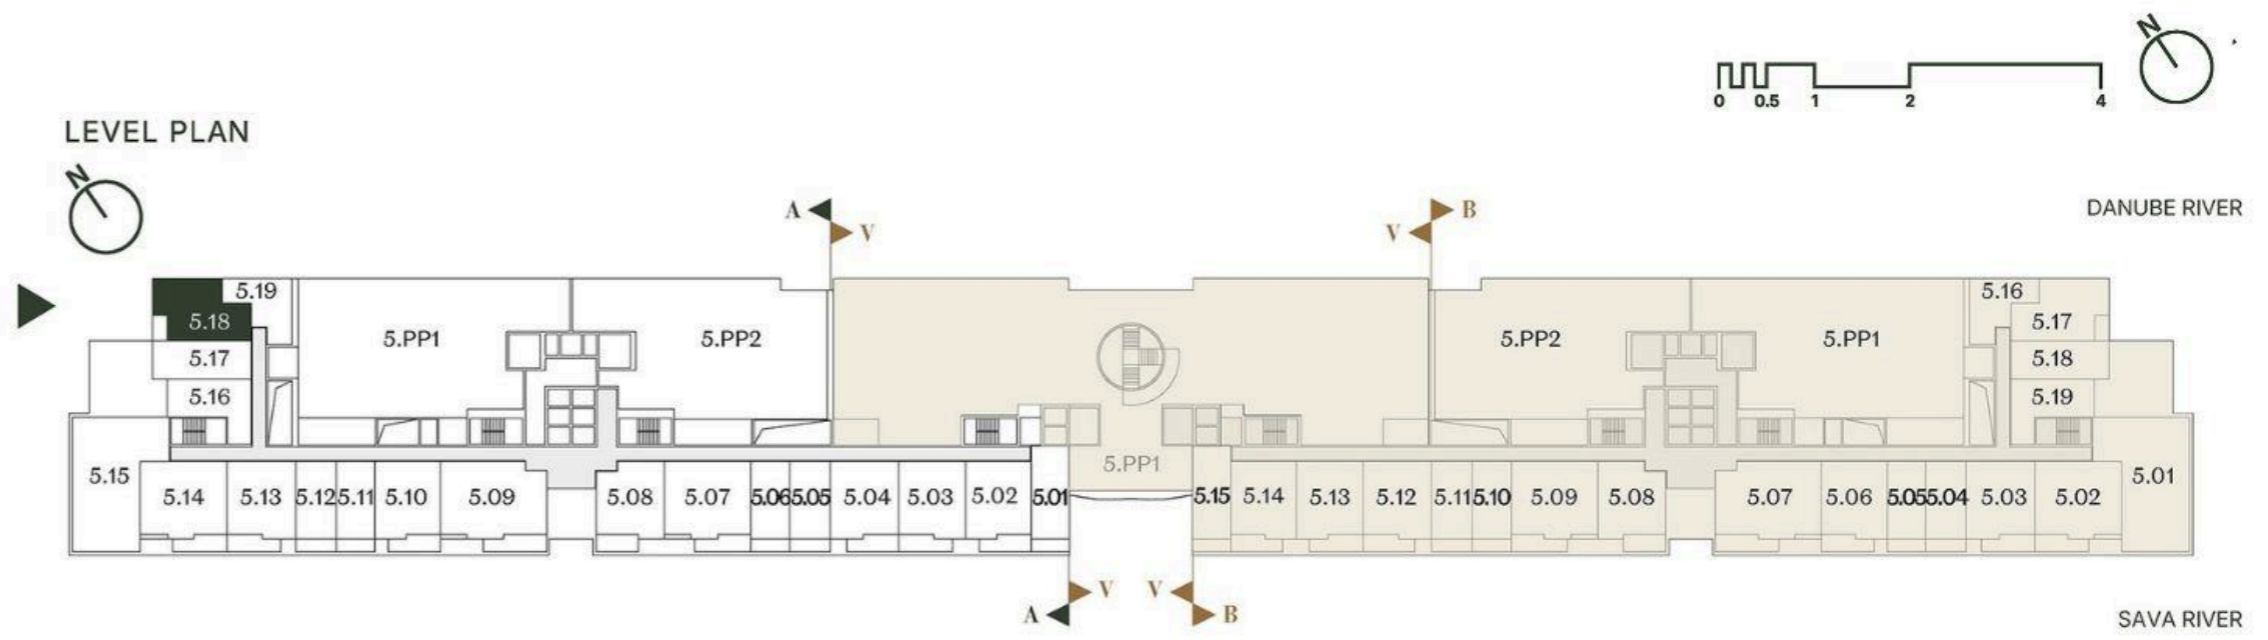 N
0 0.5 1 2 4
LEVEL PLAN
N
DANUBE RIVER
A V
V B
5.19
5.18
5.17
5.16
5.PP1
5.PP2
5.PP2
5.PP1
5.16
5.17
5.18
5.19
5.PP1
5.15 5.14 5.13 5.12 5.11 5.10 5.09 5.08 5.07 5.06 5.05 5.04 5.03 5.02 5.01
5.15 5.14 5.13 5.12 5.11 5.10 5.09 5.08 5.07 5.06 5.05 5.04 5.03 5.02 5.01
V V
A B
SAVA RIVER